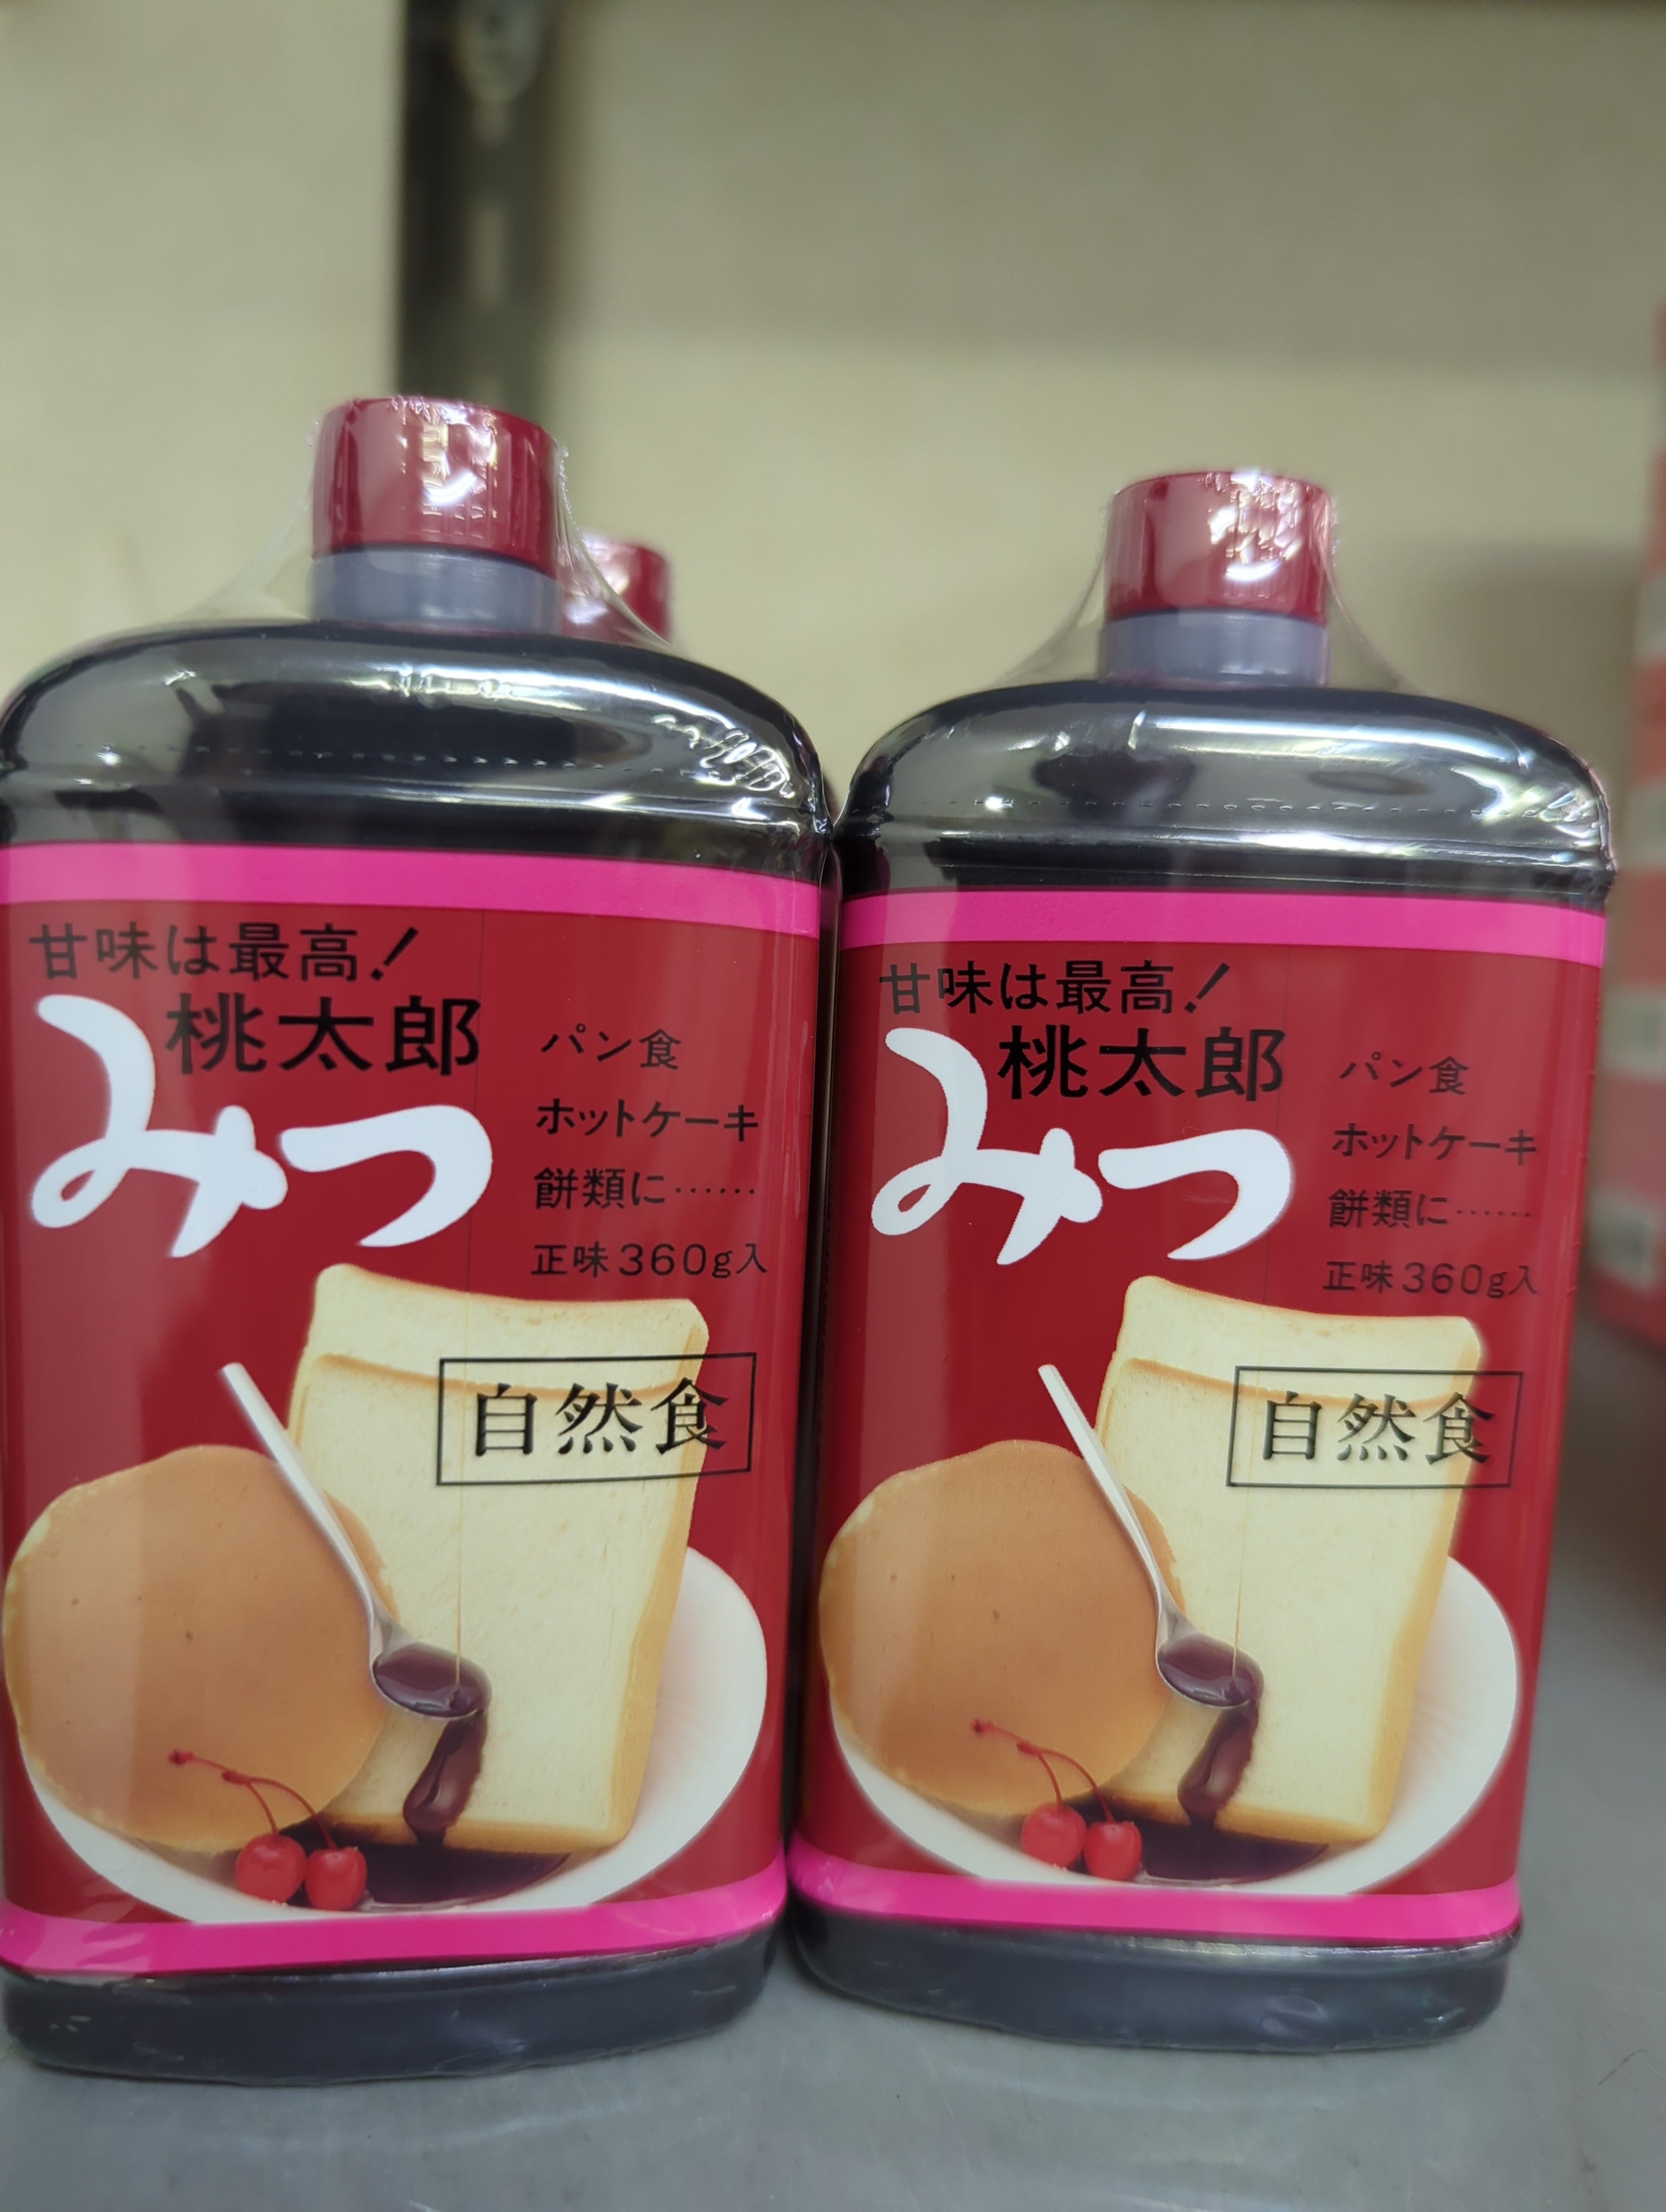 甘味は最高!
桃太郎
みつ
パン食
ホットケーキ
餅類に……
正味360g入
自然食
甘味は最高!
桃太郎
みつ
パン食
ホットケーキ
餅類に……
正味360g入
自然食